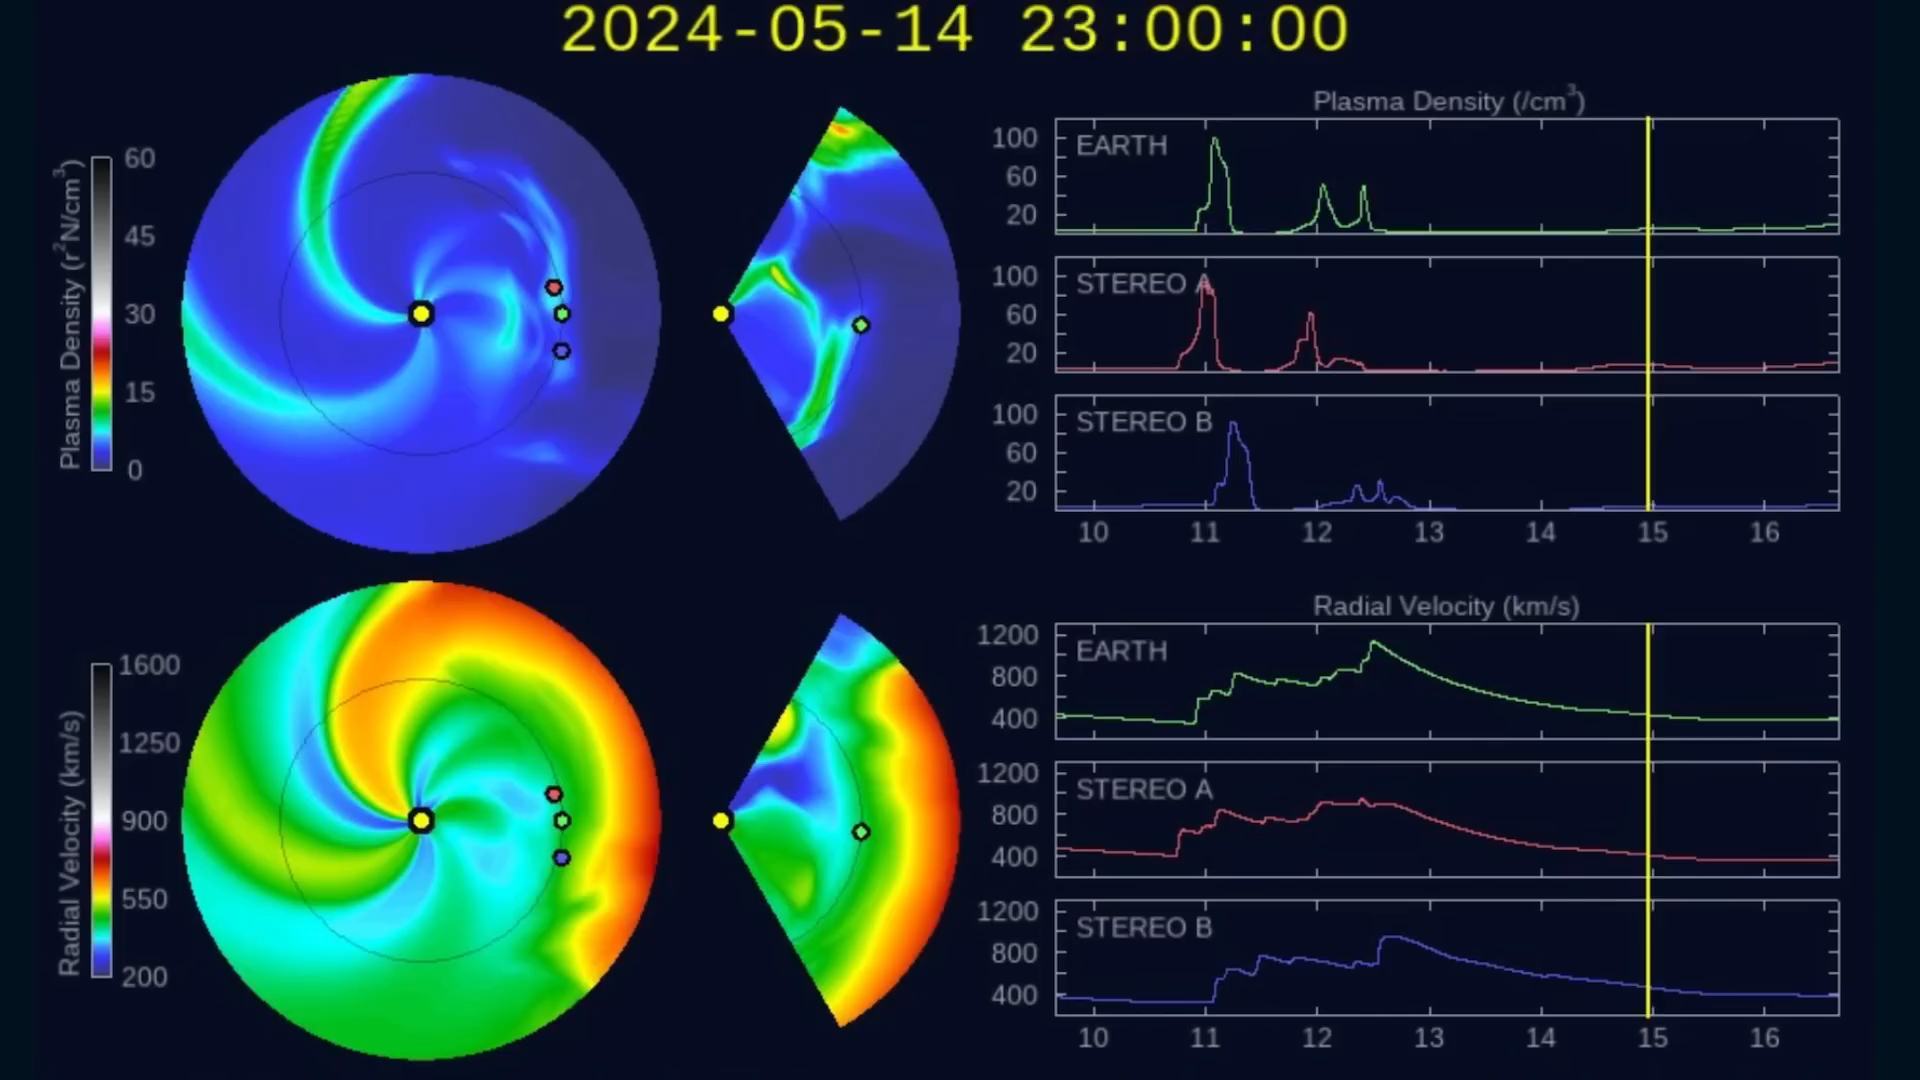 2024-05-14 23:00:00
Plasma Density (r²N/cm³)
60
45
30
15
0
Plasma Density (/cm³)
EARTH
100
60
20
STEREO A
100
60
20
STEREO B
100
60
20
10 11 12 13 14 15 16
Radial Velocity (km/s)
1600
1250
900
550
200
Radial Velocity (km/s)
EARTH
1200
800
400
STEREO A
1200
800
400
STEREO B
1200
800
400
10 11 12 13 14 15 16